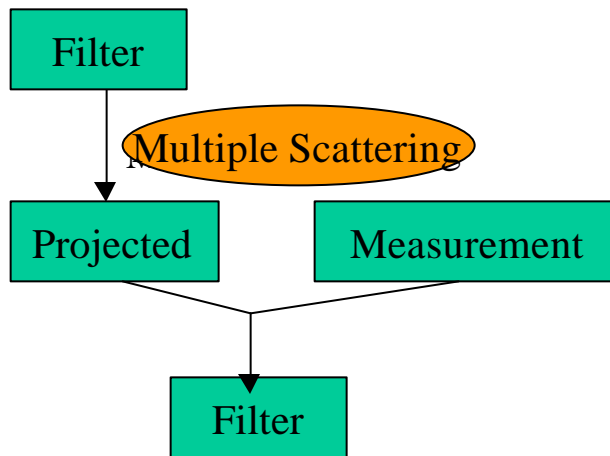 Filter
Multiple Scattering
Projected
Measurement
Filter